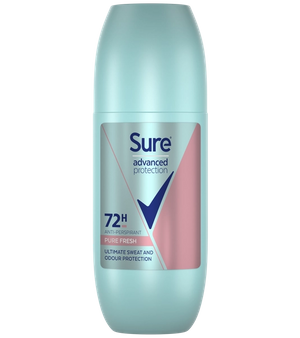 Sure®
advanced
protection
72H
ANTI-PERSPIRANT
PURE FRESH
ULTIMATE SWEAT AND
ODOUR PROTECTION